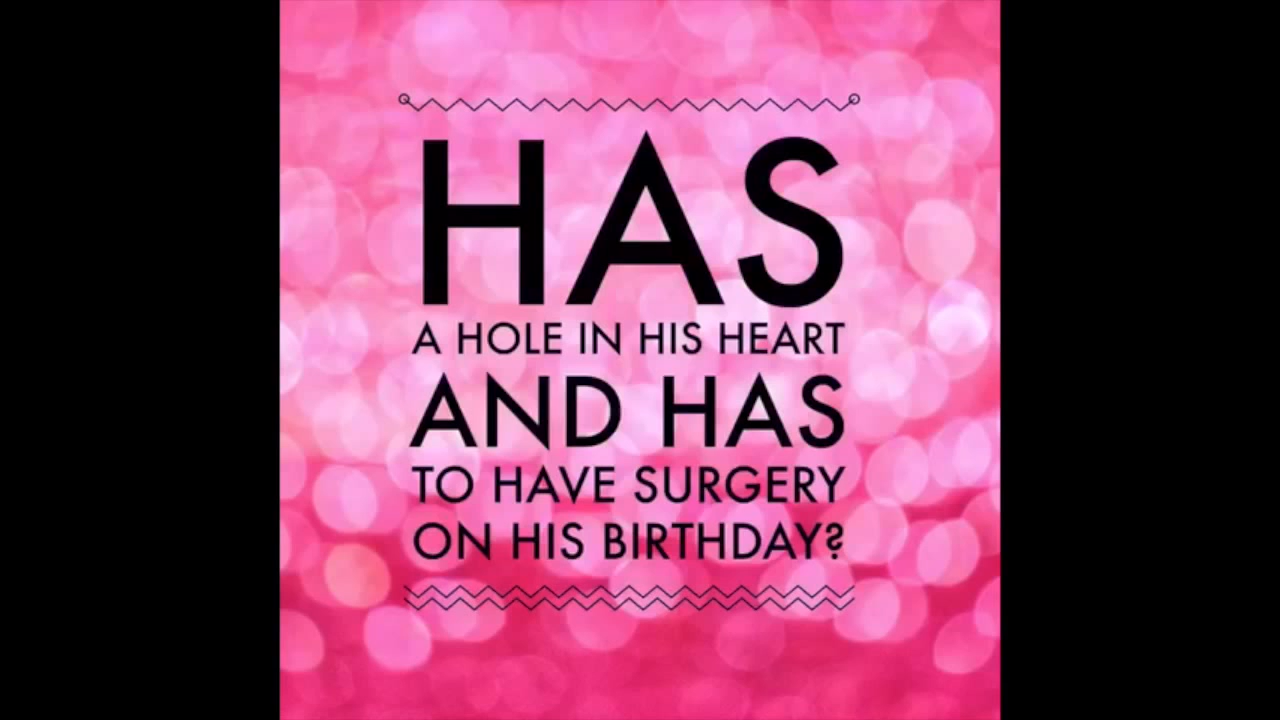 HAS
A HOLE IN HIS HEART
AND HAS
TO HAVE SURGERY
ON HIS BIRTHDAY?